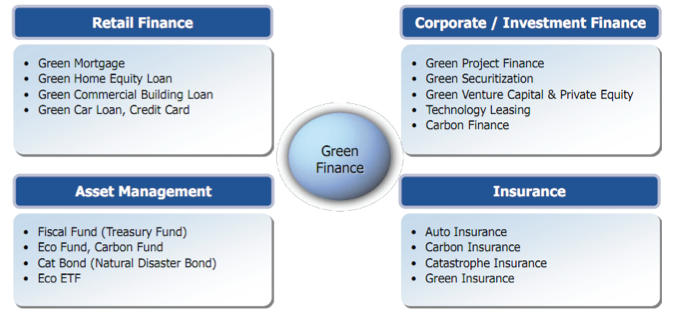 Retail Finance
• Green Mortgage
• Green Home Equity Loan
• Green Commercial Building Loan
• Green Car Loan, Credit Card
Corporate / Investment Finance
• Green Project Finance
• Green Securitization
• Green Venture Capital & Private Equity
• Technology Leasing
• Carbon Finance
Green
Finance
Asset Management
• Fiscal Fund (Treasury Fund)
• Eco Fund, Carbon Fund
• Cat Bond (Natural Disaster Bond)
• Eco ETF
Insurance
• Auto Insurance
• Carbon Insurance
• Catastrophe Insurance
• Green Insurance